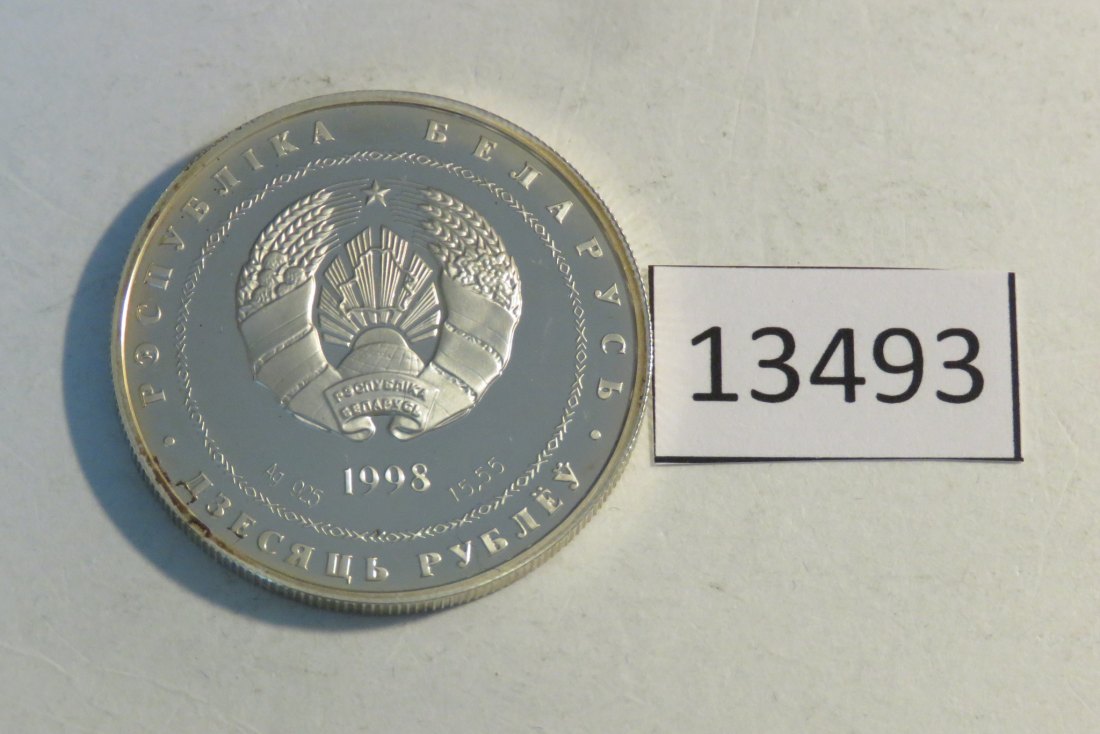 РЭСПУБЛІКА БЕЛАРУСЬ
РЭСПУБЛІКА
БЕЛАРУСЬ
Ag 925
1998
15,55
· ДЗЕСЯЦЬ РУБЛЁЎ ·
13493